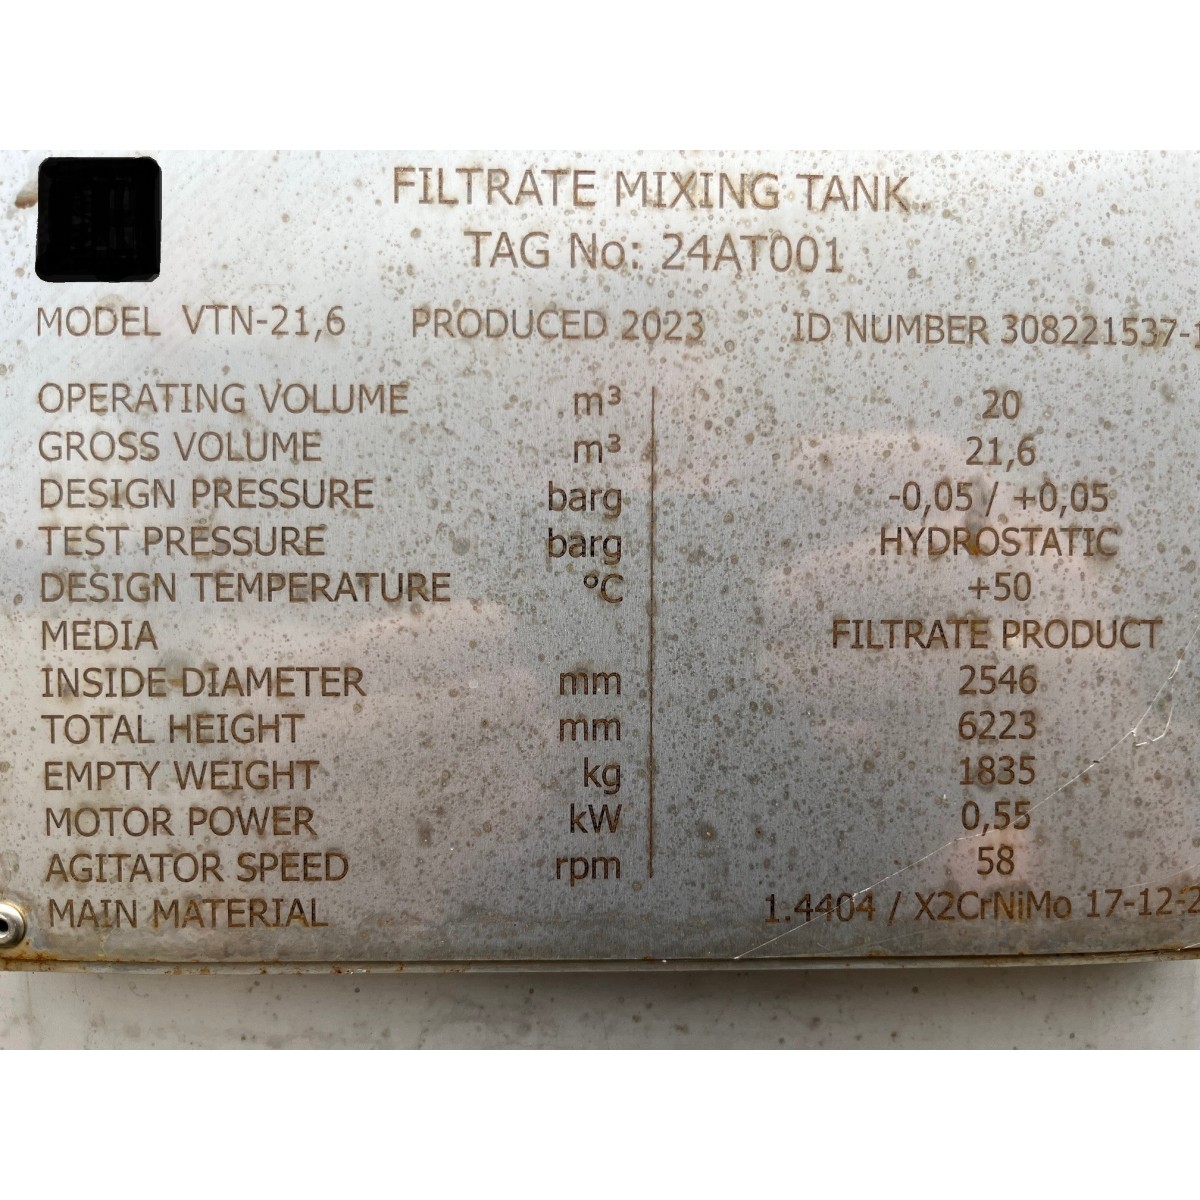 FILTRATE MIXING TANK
TAG No: 24AT001
MODEL VTN-21,6 PRODUCED 2023 ID NUMBER 308221537-
OPERATING VOLUME m³ 20
GROSS VOLUME m³ 21,6
DESIGN PRESSURE barg -0,05 / +0,05
TEST PRESSURE barg HYDROSTATIC
DESIGN TEMPERATURE °C +50
MEDIA FILTRATE PRODUCT
INSIDE DIAMETER mm 2546
TOTAL HEIGHT mm 6223
EMPTY WEIGHT kg 1835
MOTOR POWER kW 0,55
AGITATOR SPEED rpm 58
MAIN MATERIAL 1.4404 / X2CrNiMo 17-12-2